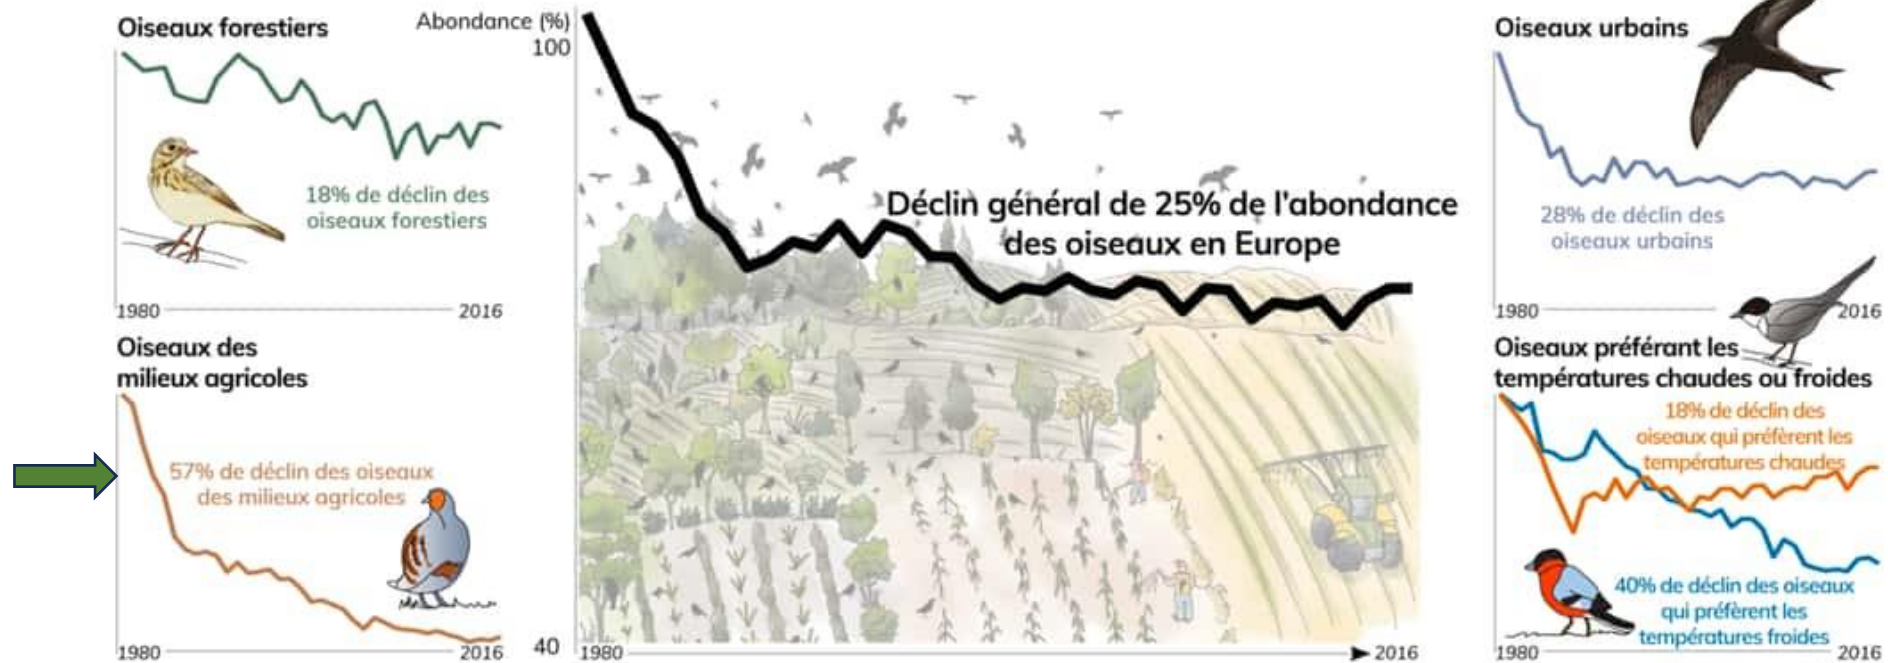 Oiseaux forestiers
18% de déclin des
oiseaux forestiers
1980
2016
Oiseaux des
milieux agricoles
57% de déclin des oiseaux
des milieux agricoles
1980
2016
Abondance (%)
100
Déclin général de 25% de l'abondance
des oiseaux en Europe
40
1980
2016
Oiseaux urbains
28% de déclin des
oiseaux urbains
1980
2016
Oiseaux préférant les
températures chaudes ou froides
18% de déclin des
oiseaux qui préfèrent les
températures chaudes
40% de déclin des oiseaux
qui préfèrent les
températures froides
1980
2016